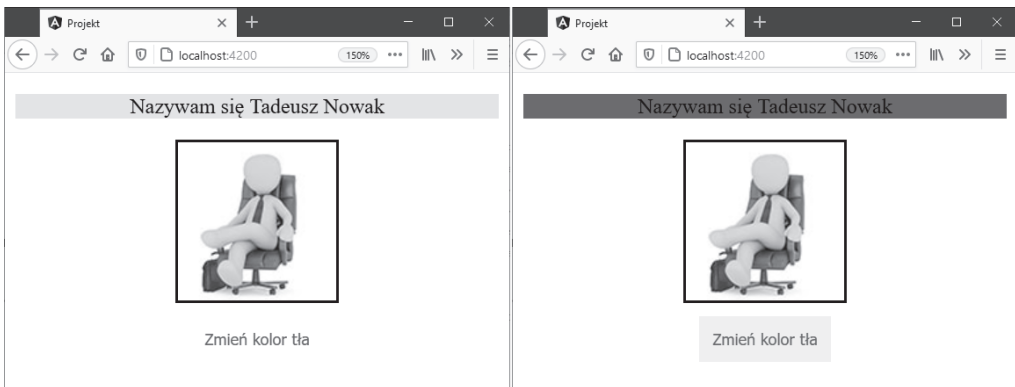 Projekt
localhost:4200
150%
Nazywam się Tadeusz Nowak
Zmień kolor tła
Projekt
localhost:4200
150%
Nazywam się Tadeusz Nowak
Zmień kolor tła